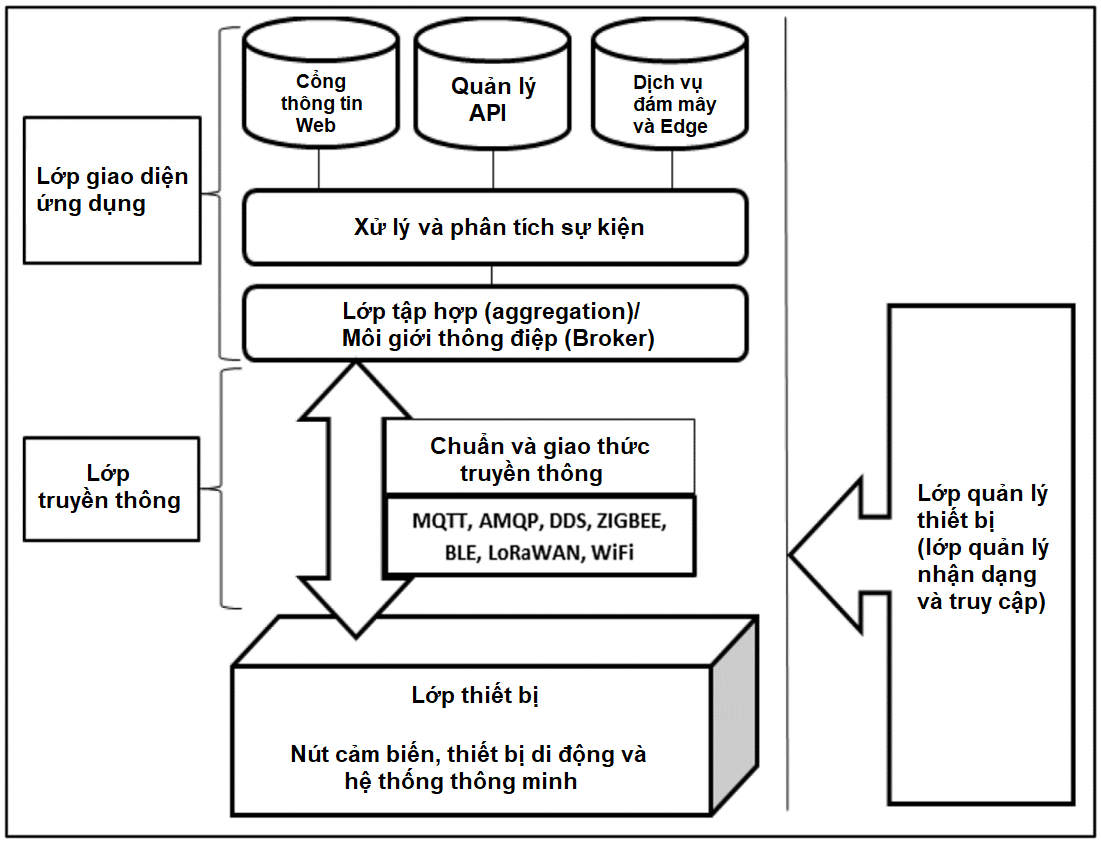 Cổng
thông tin
Web
Quản lý
API
Dịch vụ
đám mây
và Edge
Lớp giao diện
ứng dụng
Xử lý và phân tích sự kiện
Lớp tập hợp (aggregation)/
Môi giới thông điệp (Broker)
Lớp
truyền thông
Chuẩn và giao thức
truyền thông
MQTT, AMQP, DDS, ZIGBEE,
BLE, LoRaWAN, WiFi
Lớp quản lý
thiết bị
(lớp quản lý
nhận dạng
và truy cập)
Lớp thiết bị
Nút cảm biến, thiết bị di động và
hệ thống thông minh